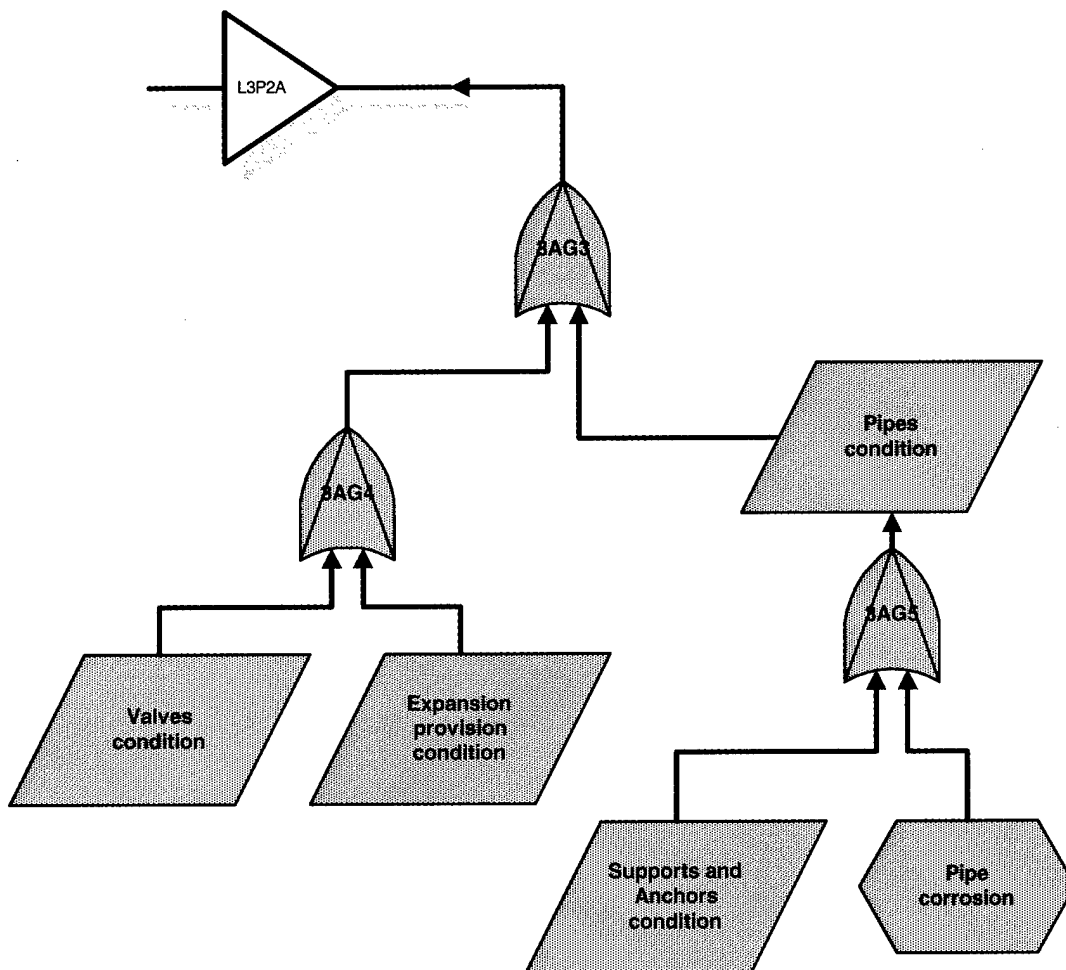 L3P2A
3AG3
Pipes
condition
3AG4
3AG5
Valves
condition
Expansion
provision
condition
Supports and
Anchors
condition
Pipe
corrosion